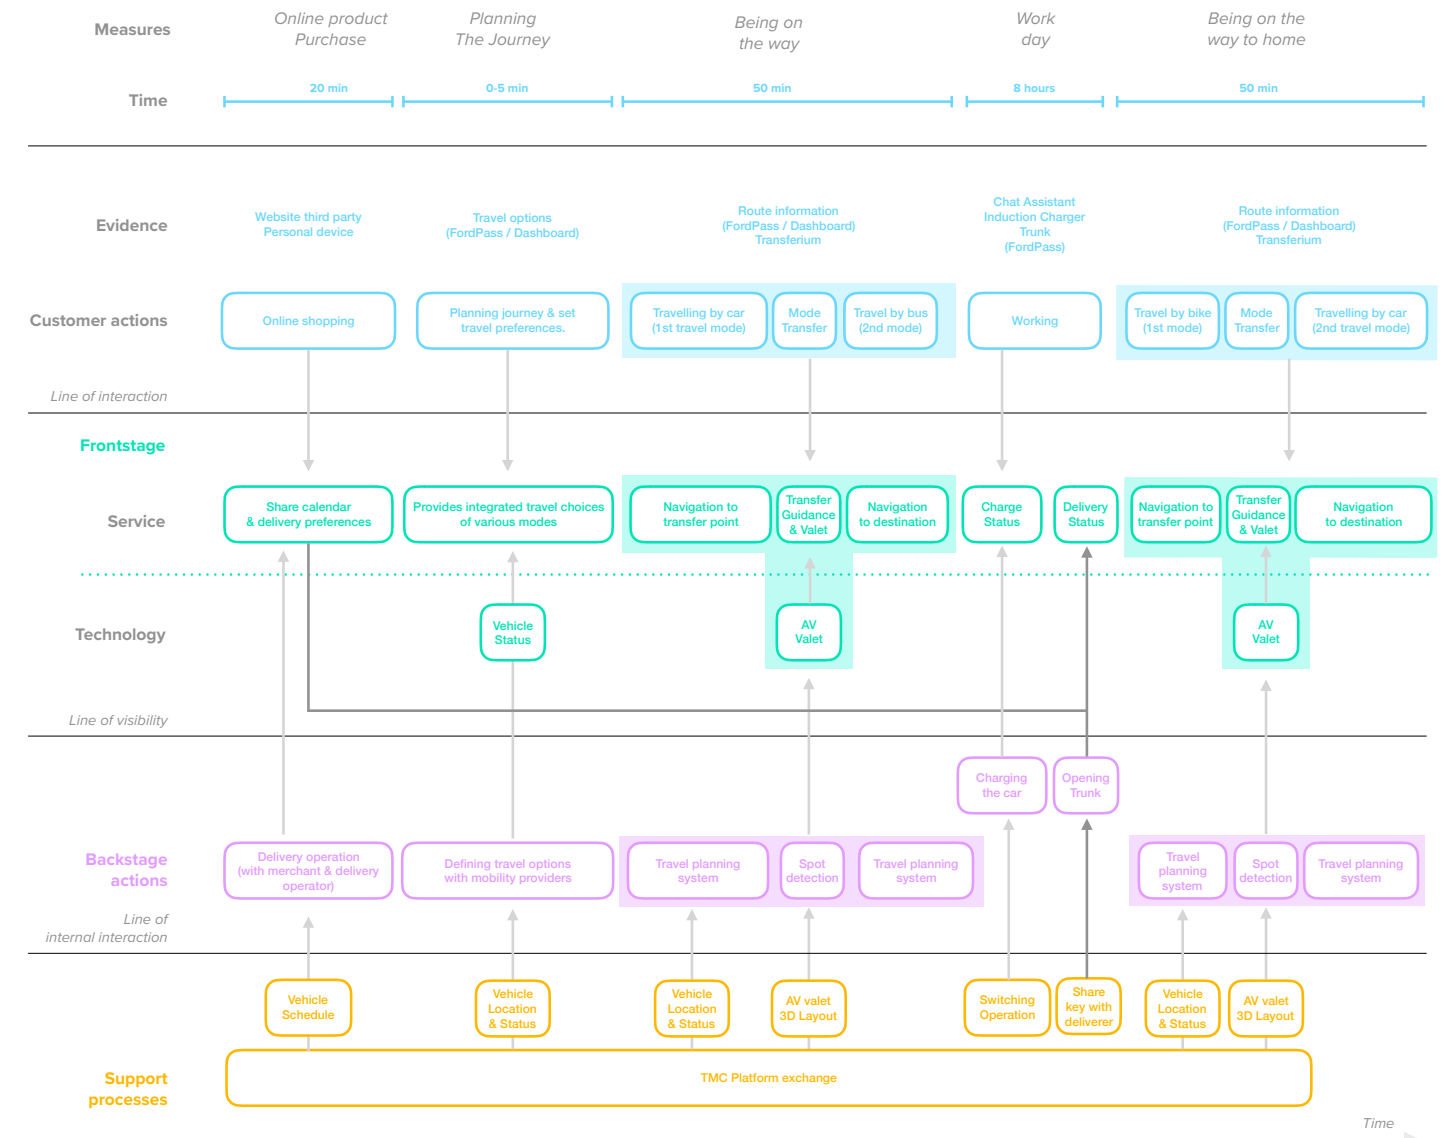 Measures
Online product
Purchase
Planning
The Journey
Being on
the way
Work
day
Being on the
way to home
Time
20 min
0-5 min
50 min
8 hours
50 min
Evidence
Website third party
Personal device
Travel options
(FordPass / Dashboard)
Route information
(FordPass / Dashboard)
Transferium
Chat Assistant
Induction Charger
Trunk
(FordPass)
Route information
(FordPass / Dashboard)
Transferium
Customer actions
Online shopping
Planning journey & set
travel preferences.
Travelling by car
(1st travel mode)
Mode
Transfer
Travel by bus
(2nd mode)
Working
Travel by bike
(1st mode)
Mode
Transfer
Travelling by car
(2nd travel mode)
Line of interaction
Frontstage
Service
Share calendar
& delivery preferences
Provides integrated travel choices
of various modes
Navigation to
transfer point
Transfer
Guidance
& Valet
Navigation
to destination
Charge
Status
Delivery
Status
Navigation to
transfer point
Transfer
Guidance
& Valet
Navigation
to destination
Technology
Vehicle
Status
AV
Valet
AV
Valet
Line of visibility
Charging
the car
Opening
Trunk
Backstage
actions
Delivery operation
(with merchant & delivery
operator)
Defining travel options
with mobility providers
Travel planning
system
Spot
detection
Travel planning
system
Travel
planning
system
Spot
detection
Travel planning
system
Line of
internal interaction
Vehicle
Schedule
Vehicle
Location
& Status
Vehicle
Location
& Status
AV valet
3D Layout
Switching
Operation
Share
key with
deliverer
Vehicle
Location
& Status
AV valet
3D Layout
Support
processes
TMC Platform exchange
Time